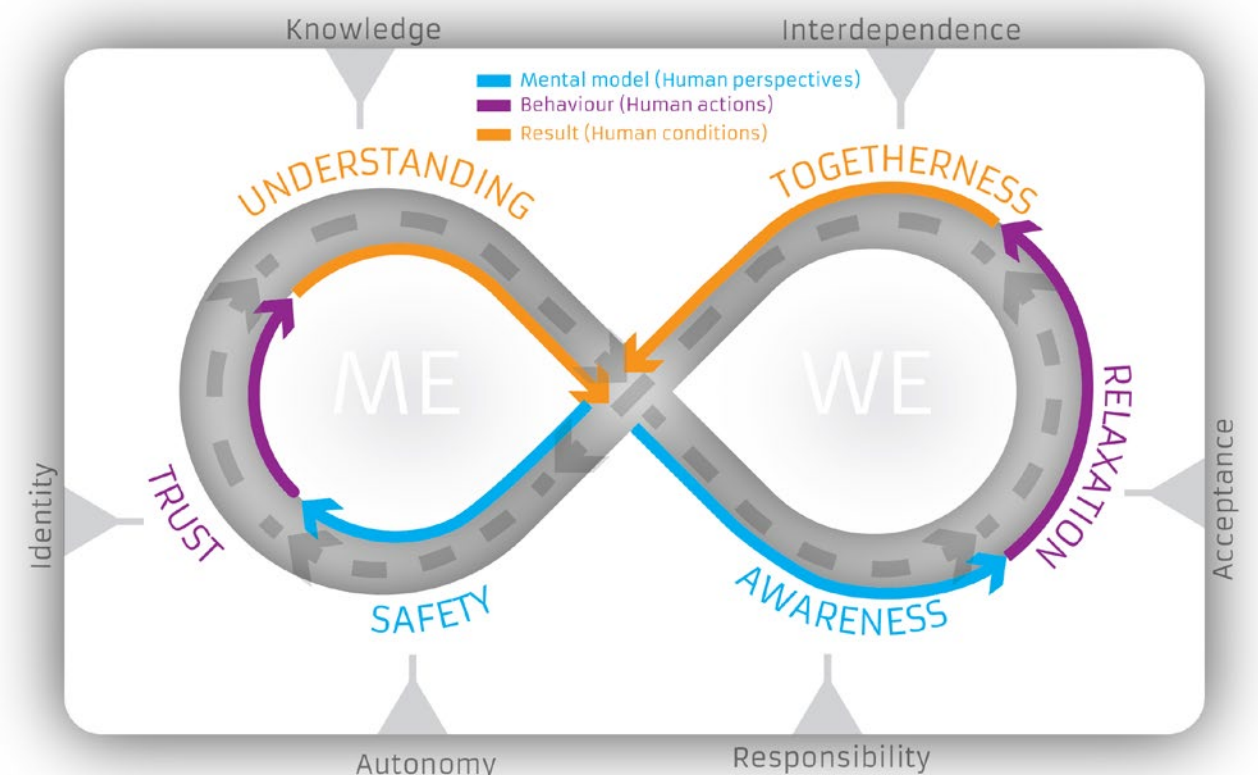 Knowledge
Interdependence
Mental model (Human perspectives)
Behaviour (Human actions)
Result (Human conditions)
UNDERSTANDING
TOGETHERNESS
ME
WE
RELAXATION
Identity
TRUST
Acceptance
SAFETY
AWARENESS
Autonomy
Responsibility